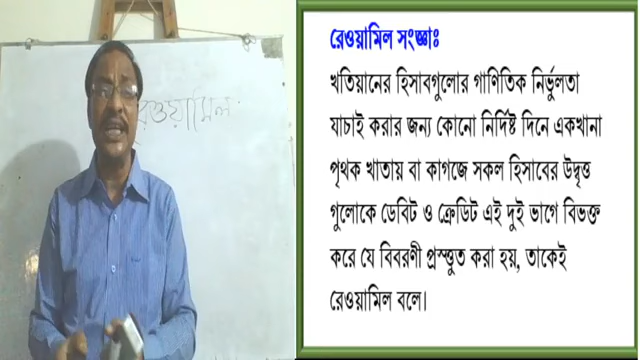 রেওয়ামিল
রেওয়ামিল সংজ্ঞাঃ
খতিয়ানের হিসাবগুলোর গাণিতিক নির্ভুলতা
যাচাই করার জন্য কোনো নির্দিষ্ট দিনে একখানা
পৃথক খাতায় বা কাগজে সকল হিসাবের উদ্বৃত্ত
গুলোকে ডেবিট ও ক্রেডিট এই দুই ভাগে বিভক্ত
করে যে বিবরণী প্রস্তুত করা হয়, তাকেই
রেওয়ামিল বলে।